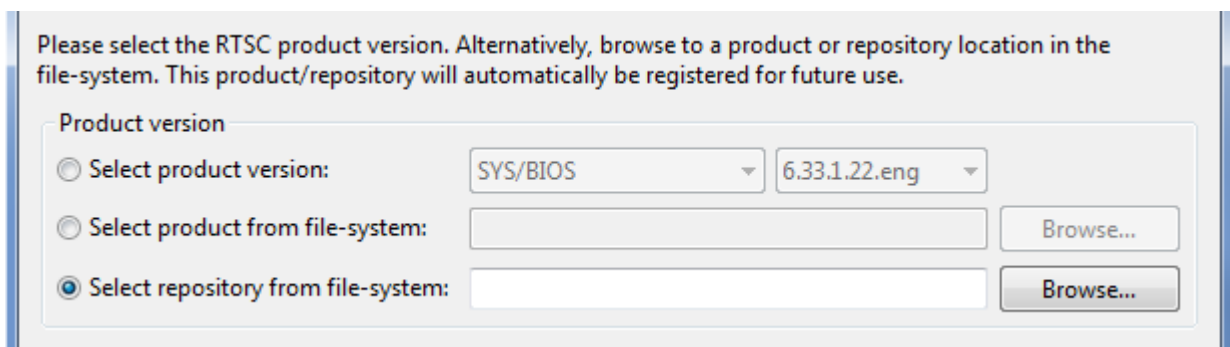 Please select the RTSC product version. Alternatively, browse to a product or repository location in the
file-system. This product/repository will automatically be registered for future use.
Product version
Select product version: SYS/BIOS 6.33.1.22.eng
Select product from file-system: Browse...
Select repository from file-system: Browse...